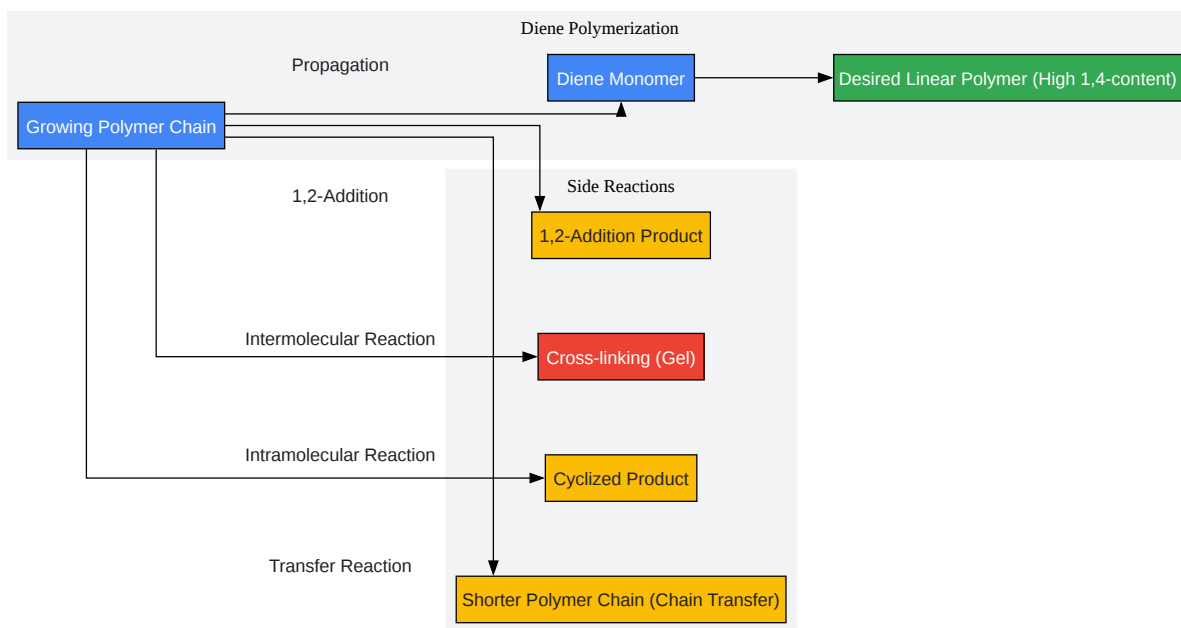 Diene Polymerization
Propagation
Diene Monomer
Desired Linear Polymer (High 1,4-content)
Growing Polymer Chain
Side Reactions
1,2-Addition
1,2-Addition Product
Intermolecular Reaction
Cross-linking (Gel)
Intramolecular Reaction
Cyclized Product
Transfer Reaction
Shorter Polymer Chain (Chain Transfer)